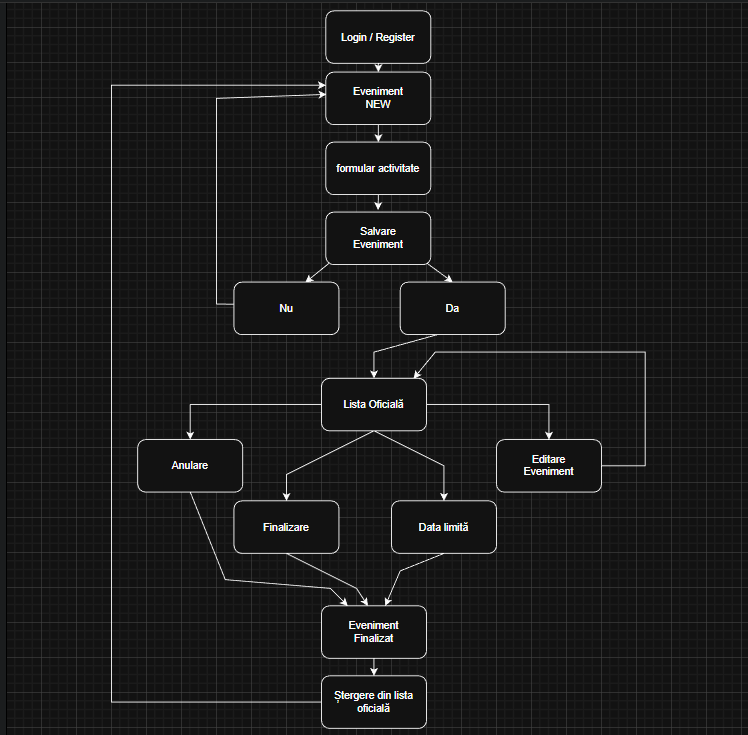 Login / Register
Eveniment
NEW
formular activitate
Salvare
Eveniment
Nu
Da
Lista Oficială
Anulare
Editare
Eveniment
Finalizare
Data limită
Eveniment
Finalizat
Ștergere din lista
oficială